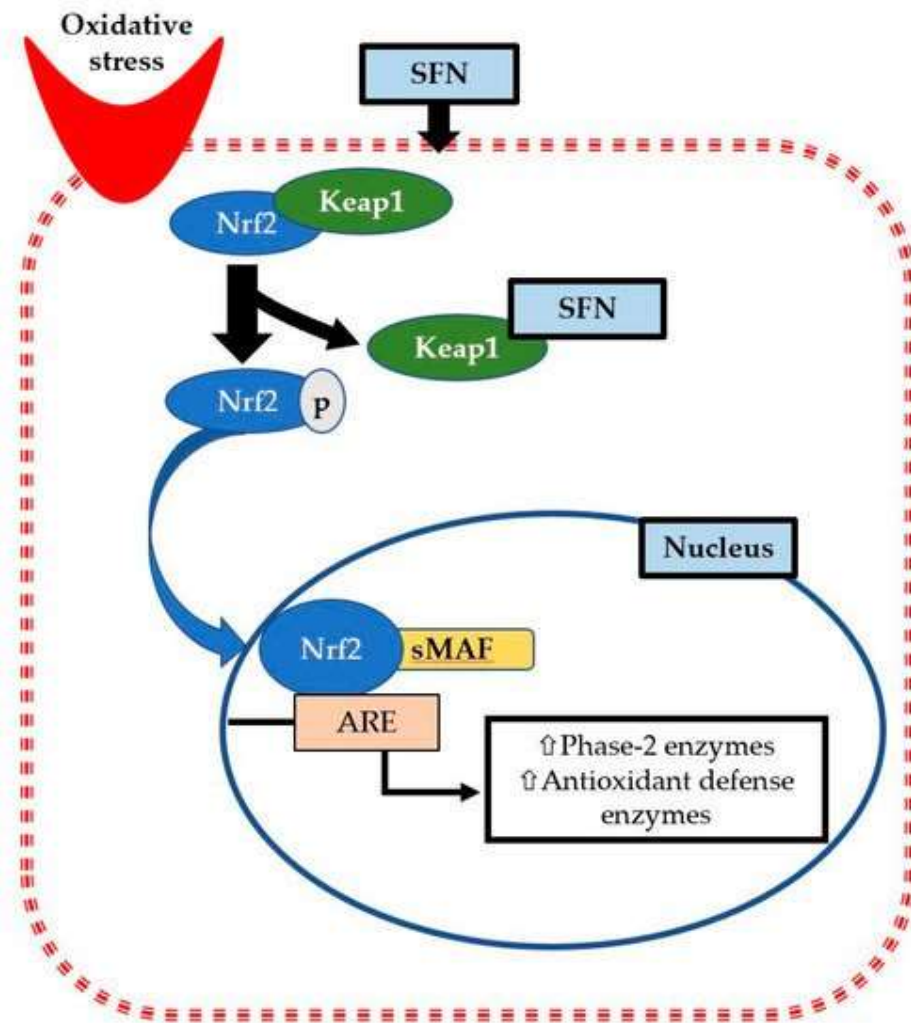 Oxidative
stress
SFN
Nrf2
Keap1
SFN
Keap1
Nrf2
p
Nucleus
Nrf2
sMAF
ARE
⇧Phase-2 enzymes
⇧Antioxidant defense
enzymes